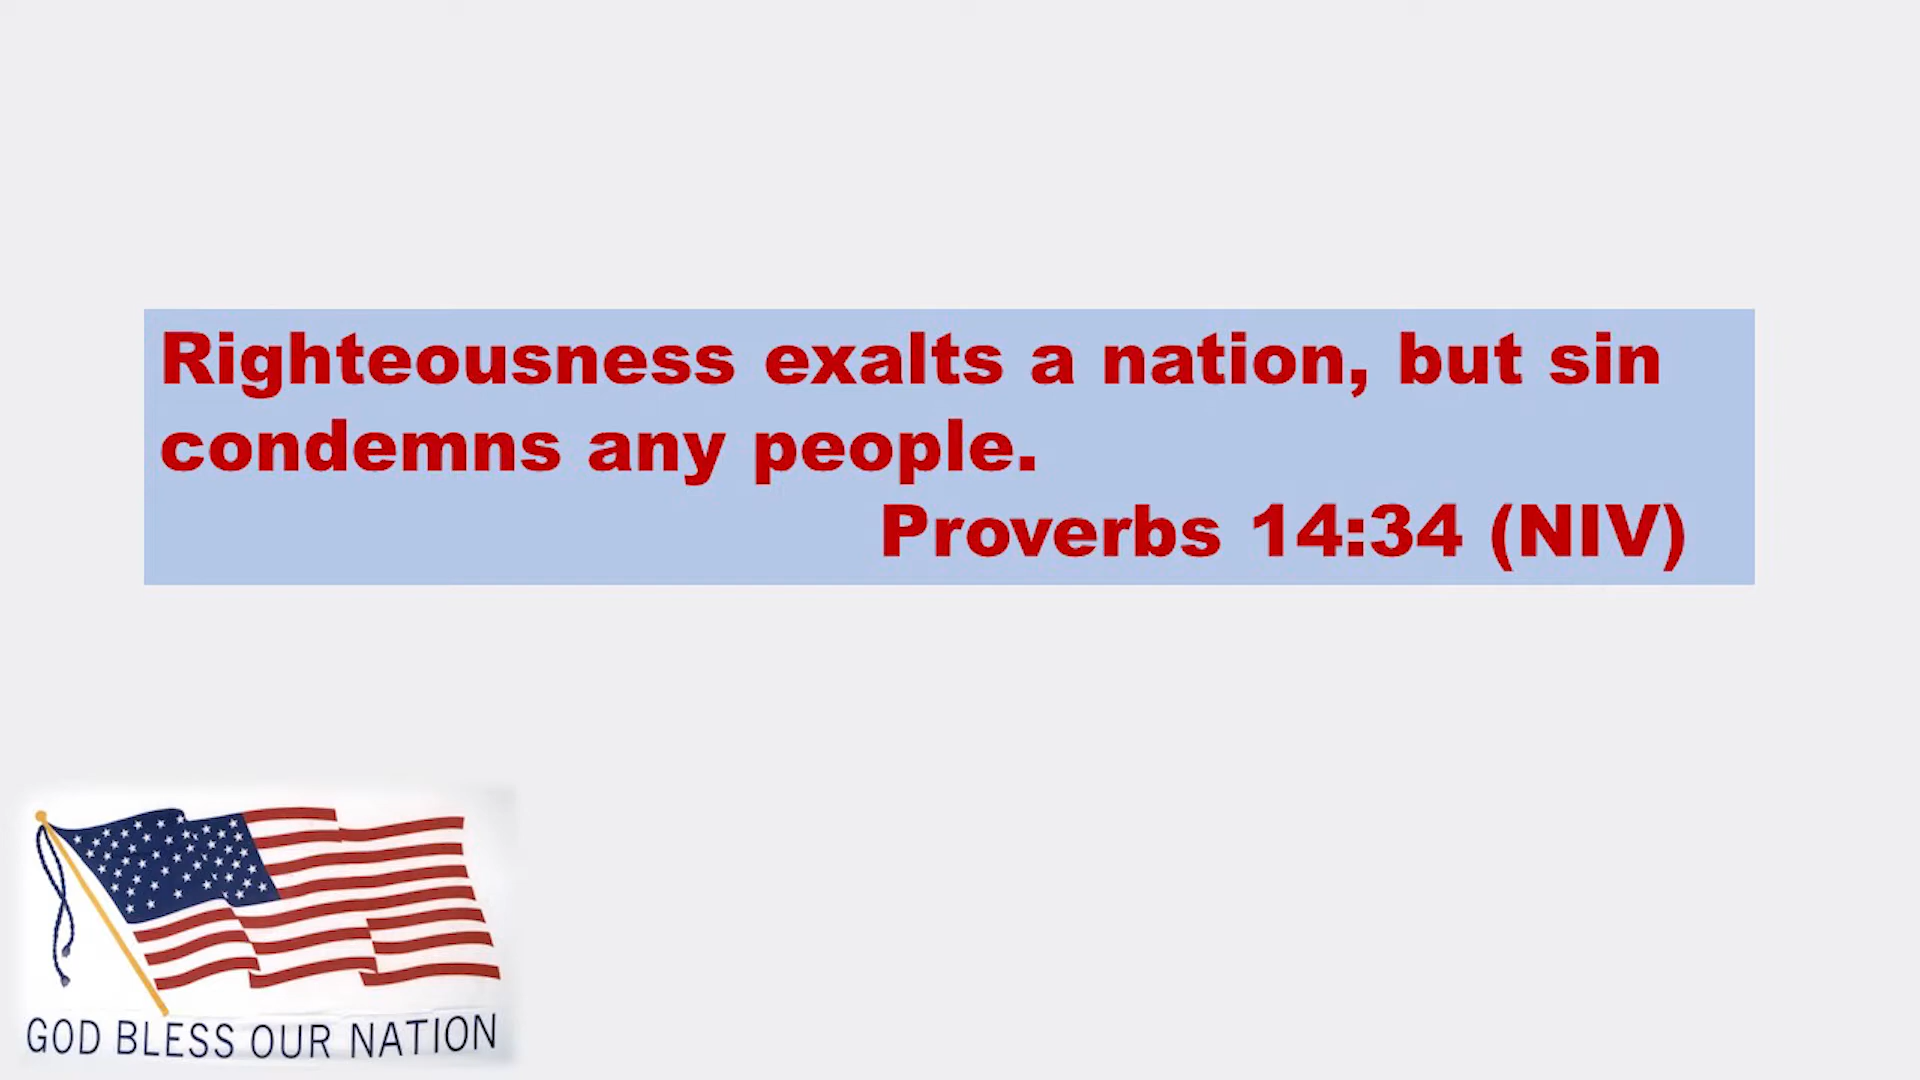 Righteousness exalts a nation, but sin
condemns any people.
Proverbs 14:34 (NIV)
GOD BLESS OUR NATION